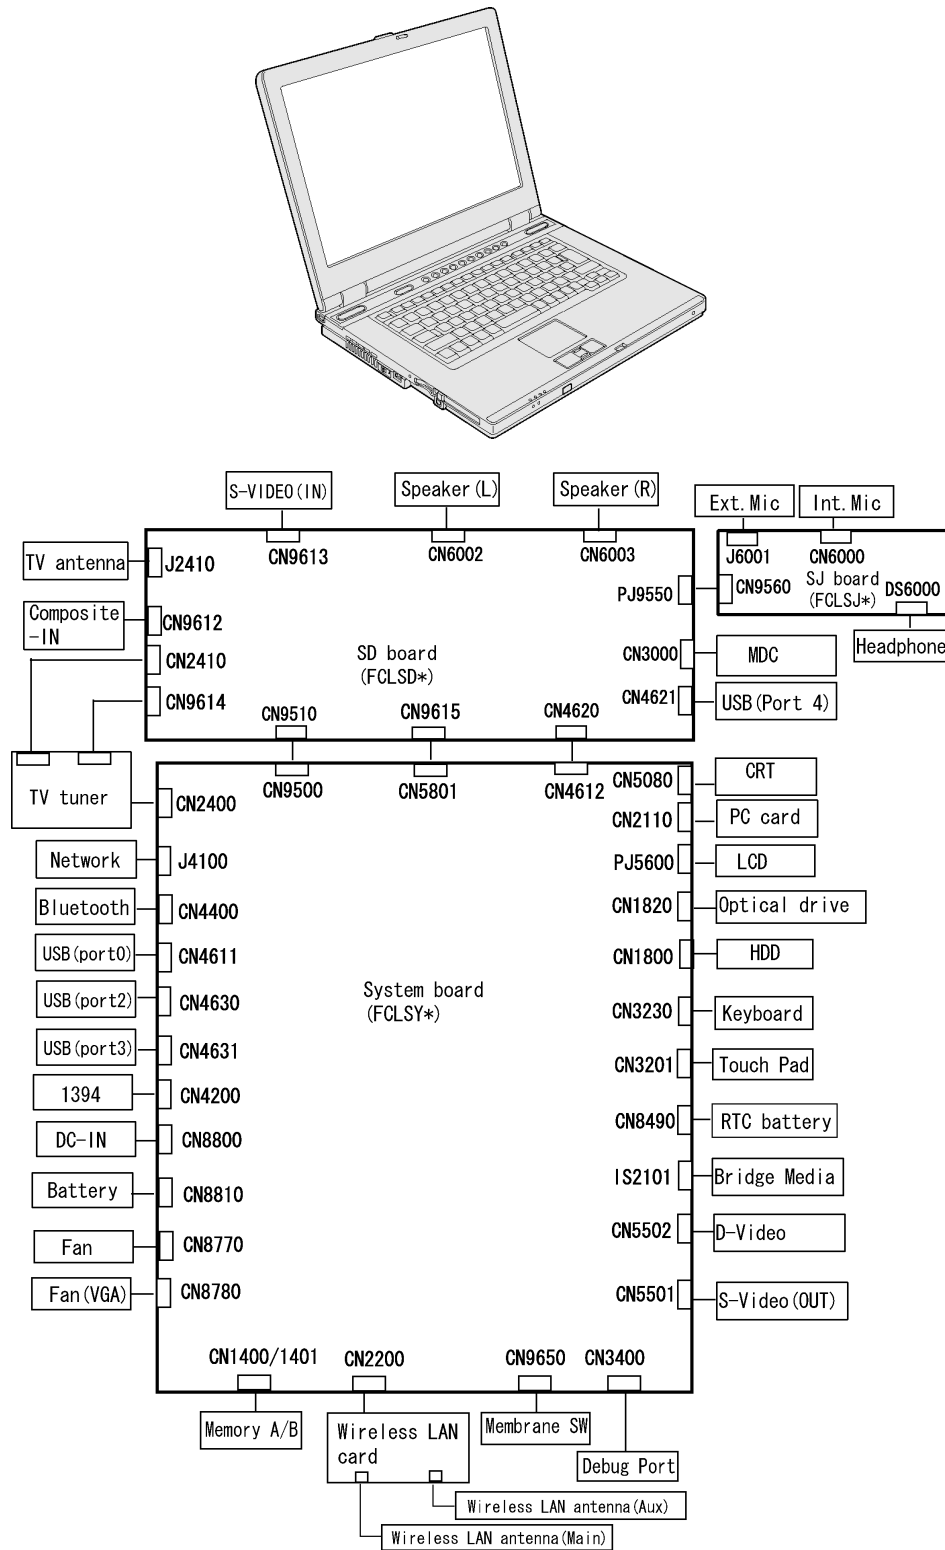 S-VIDEO(IN)
Speaker(L)
Speaker(R)
Ext.Mic
Int.Mic
CN9613
CN6002
CN6003
J6001
CN6000
TV antenna
J2410
SJ board
(FCLSJ*)
PJ9550
CN9560
DS6000
Composite
-IN
CN9612
Headphone
SD board
(FCLSD*)
CN2410
CN3000
MDC
CN9614
CN4621
USB(Port 4)
CN9510
CN9615
CN4620
TV tuner
CN2400
CN9500
CN5801
CN4612
CN5080
CRT
CN2110
PC card
Network
J4100
PJ5600
LCD
Bluetooth
CN4400
CN1820
Optical drive
USB(port0)
CN4611
CN1800
HDD
USB(port2)
CN4630
System board
(FCLSY*)
CN3230
Keyboard
USB(port3)
CN4631
CN3201
Touch Pad
1394
CN4200
CN8490
RTC battery
DC-IN
CN8800
Battery
CN8810
IS2101
Bridge Media
Fan
CN8770
CN5502
D-Video
Fan(VGA)
CN8780
CN5501
S-Video(OUT)
CN1400/1401
CN2200
CN9650
CN3400
Memory A/B
Wireless LAN
card
Membrane SW
Debug Port
Wireless LAN antenna(Aux)
Wireless LAN antenna(Main)